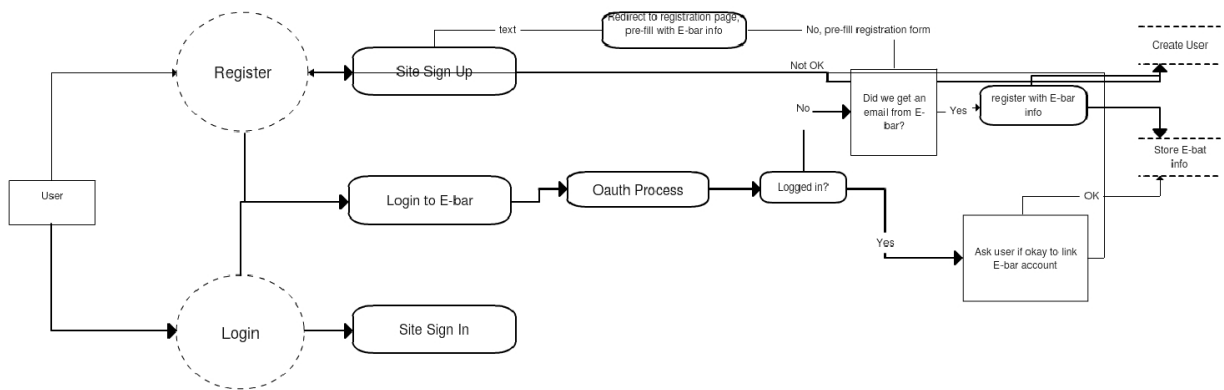 Redirect to registration page,
pre-fill with E-bar info
text
No, pre-fill registration form
Create User
Register
Site Sign Up
Not OK
Did we get an
email from E-
bar?
Yes
register with E-bar
info
No
Store E-bat
info
User
Login to E-bar
Oauth Process
Logged in?
OK
Yes
Ask user if okay to link
E-bar account
Login
Site Sign In